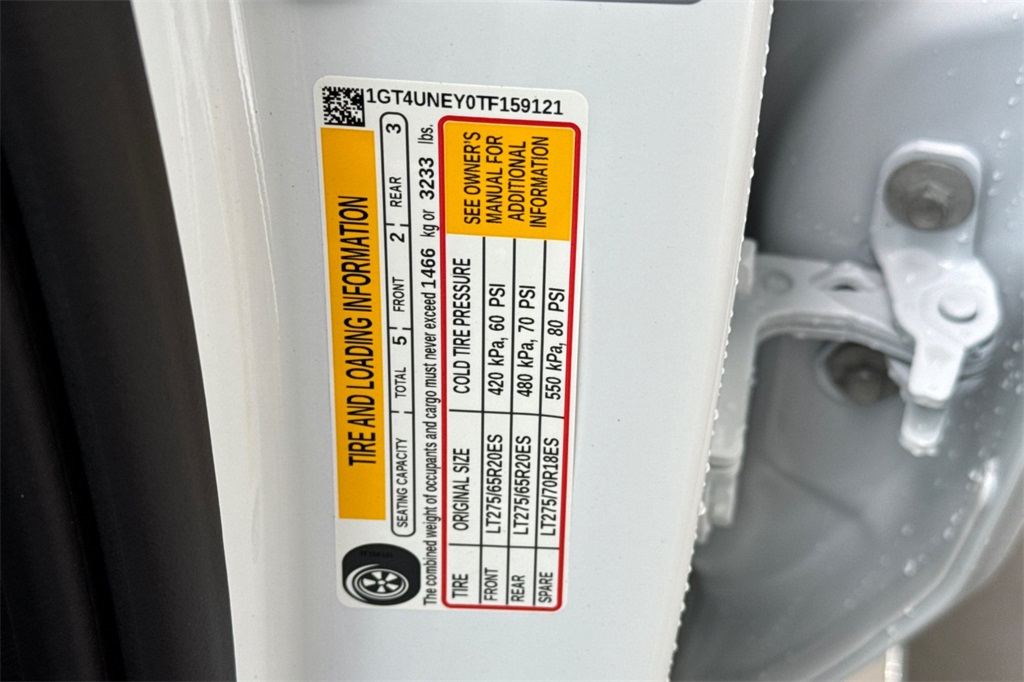 1GT4UNEY0TF159121
TIRE AND LOADING INFORMATION
SEATING CAPACITY TOTAL 5 FRONT 2 REAR 3
The combined weight of occupants and cargo must never exceed 1466 kg or 3233 lbs.
TIRE ORIGINAL SIZE COLD TIRE PRESSURE
FRONT LT275/65R20ES 420 kPa, 60 PSI
REAR LT275/65R20ES 480 kPa, 70 PSI
SPARE LT275/70R18ES 550 kPa, 80 PSI
SEE OWNER'S
MANUAL FOR
ADDITIONAL
INFORMATION